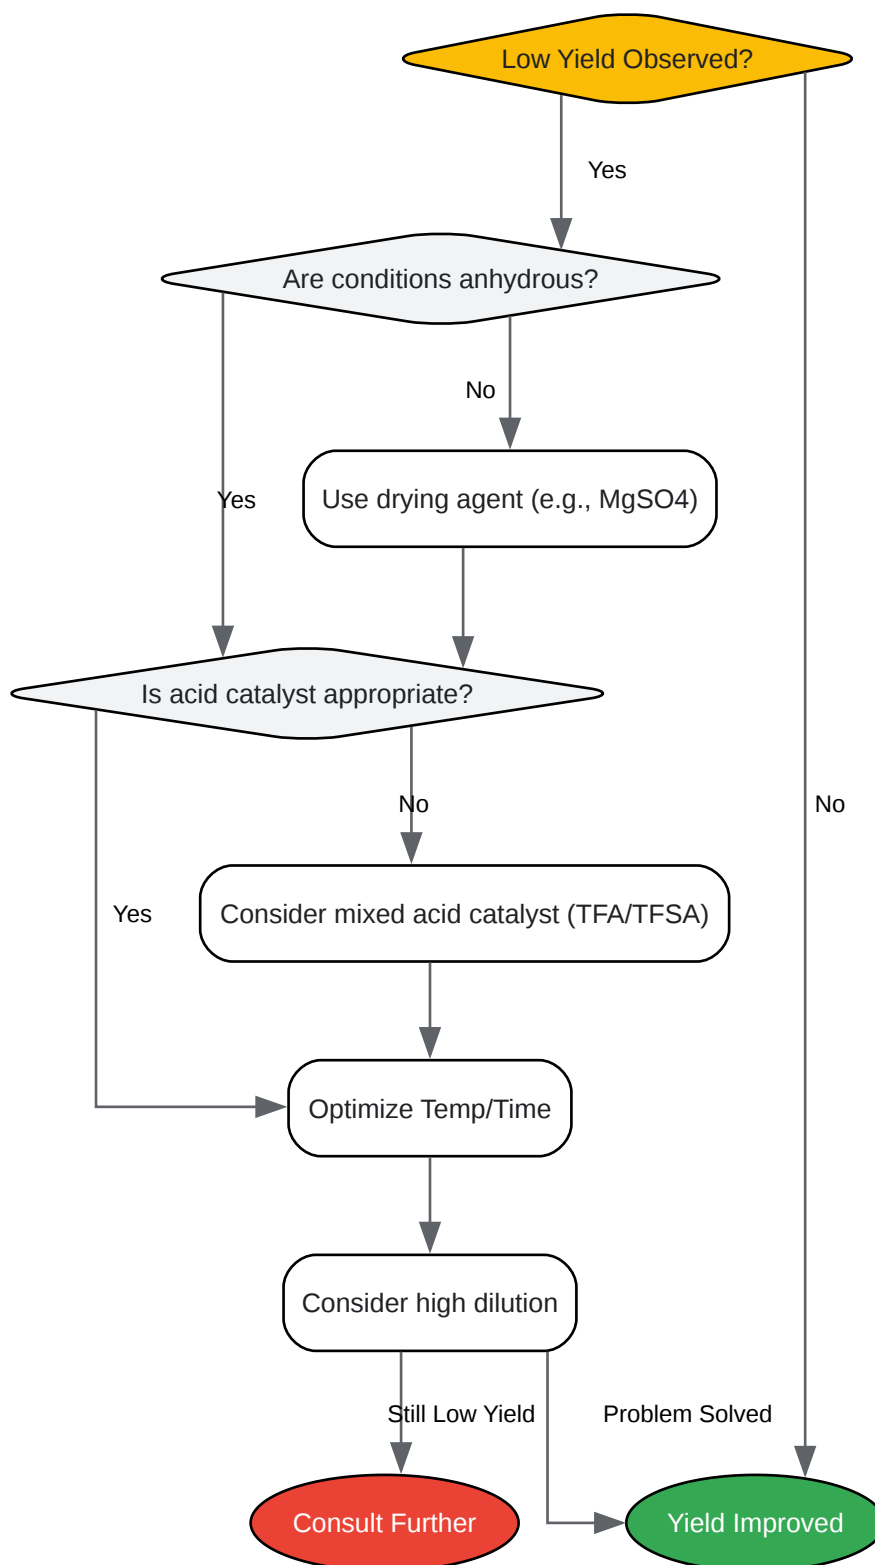 Low Yield Observed?
Yes
Are conditions anhydrous?
No
Yes
Use drying agent (e.g., MgSO4)
Is acid catalyst appropriate?
No
No
Yes
Consider mixed acid catalyst (TFA/TFSA)
Optimize Temp/Time
Consider high dilution
Still Low Yield
Problem Solved
Consult Further
Yield Improved